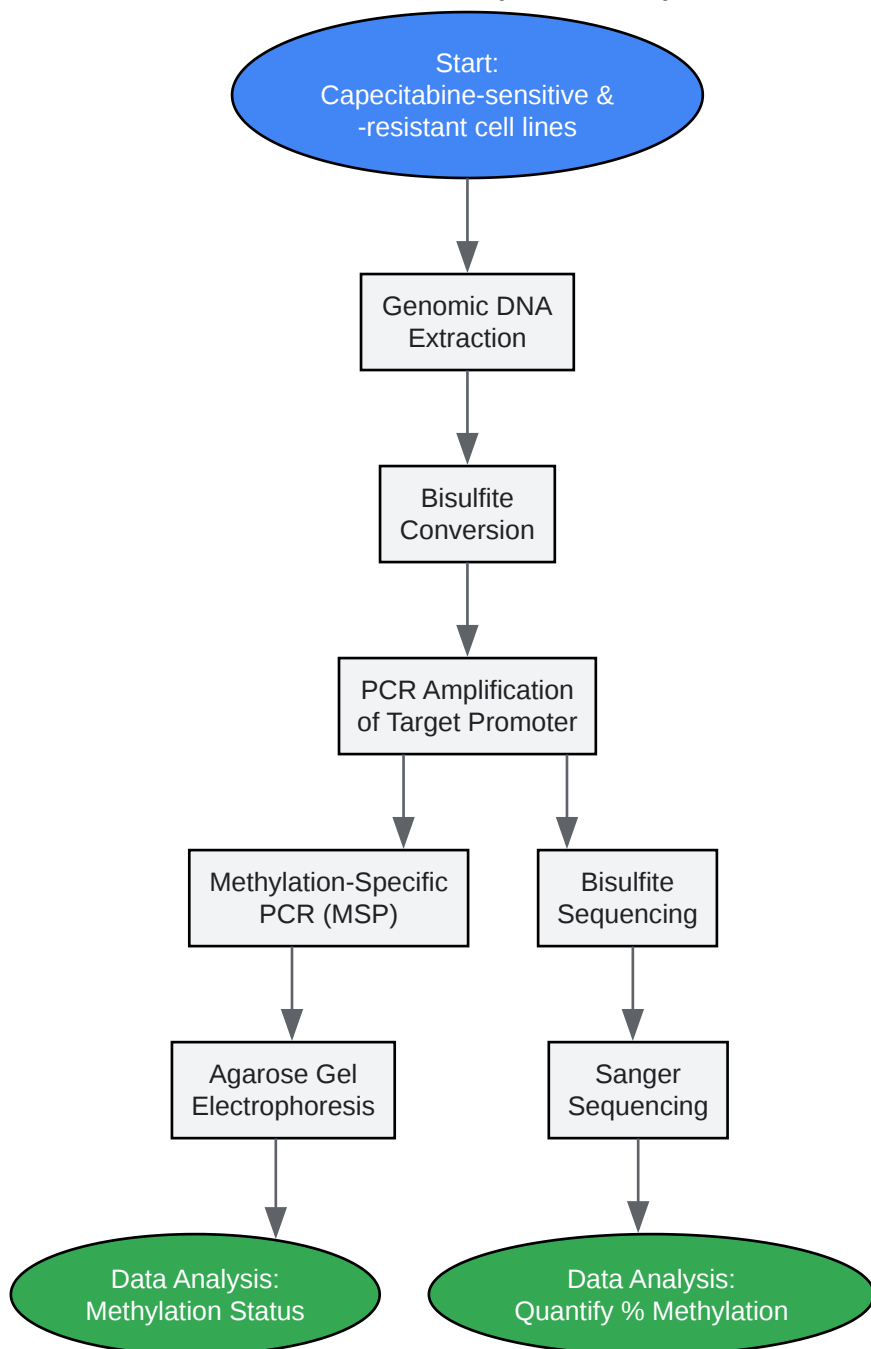 Start:
Capecitabine-sensitive &
-resistant cell lines
Genomic DNA
Extraction
Bisulfite
Conversion
PCR Amplification
of Target Promoter
Methylation-Specific
PCR (MSP)
Bisulfite
Sequencing
Agarose Gel
Electrophoresis
Sanger
Sequencing
Data Analysis:
Methylation Status
Data Analysis:
Quantify % Methylation